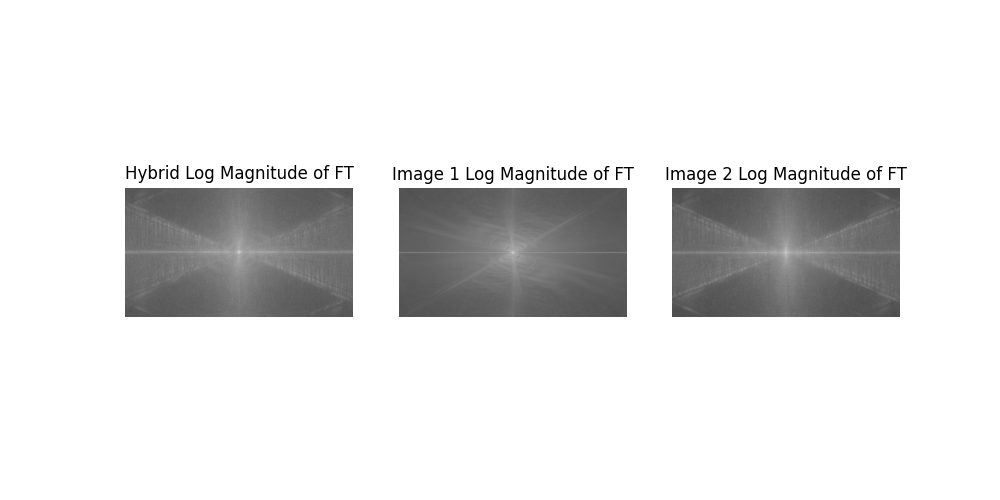 Hybrid Log Magnitude of FT
Image 1 Log Magnitude of FT
Image 2 Log Magnitude of FT